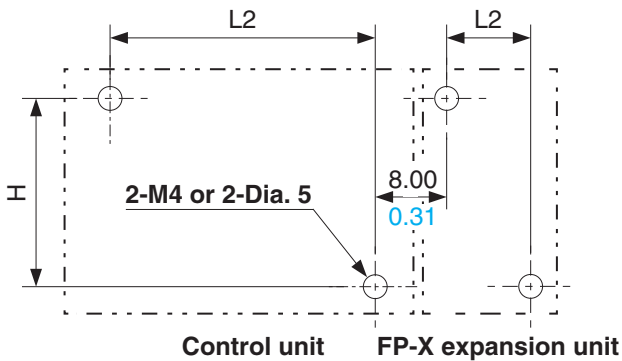 L2
L2
H
8.00
0.31
2-M4 or 2-Dia. 5
Control unit
FP-X expansion unit